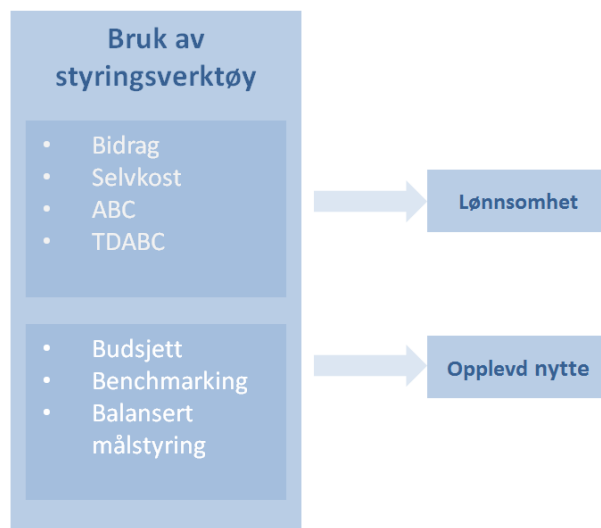 Bruk av
styringsverktøy
• Bidrag
• Selvkost
• ABC
• TDABC
Lønnsomhet
• Budsjett
• Benchmarking
• Balansert
målstyring
Opplevd nytte